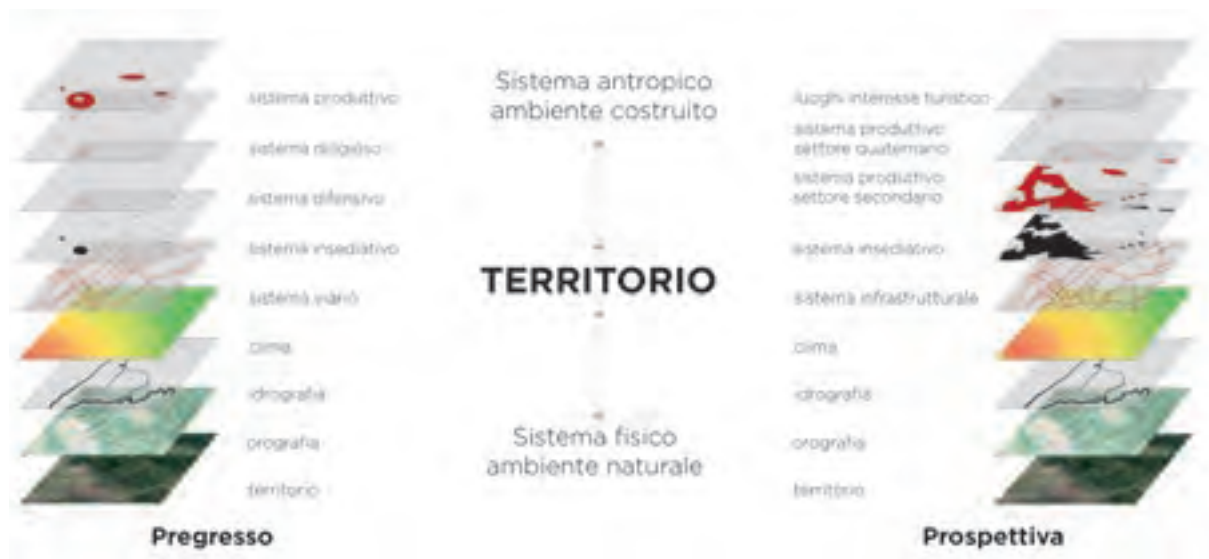 sistema produttivo
sistema religioso
sistema difensivo
sistema insediativo
sistema viario
clima
idrografia
orografia
territorio
Pregresso
Sistema antropico
ambiente costruito
TERRITORIO
Sistema fisico
ambiente naturale
luoghi interesse turistico
sistema produttivo
settore quaternario
sistema produttivo
settore secondario
sistema insediativo
sistema infrastrutturale
clima
idrografia
orografia
territorio
Prospettiva